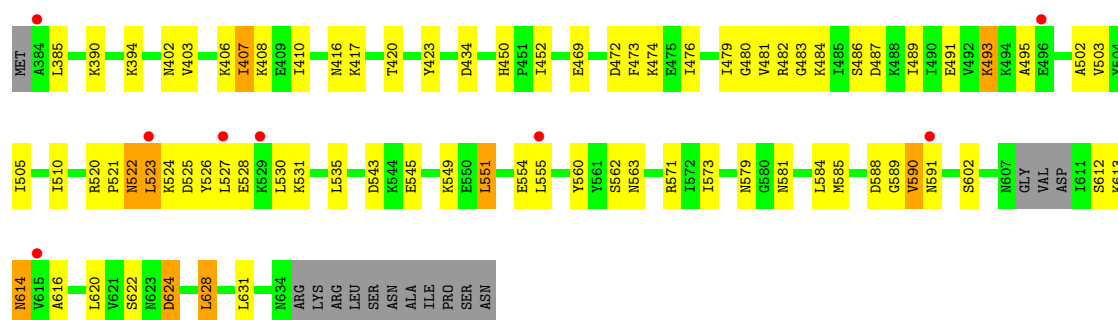 MET A384 L385 K390 K394 N402 V403 K406 I407 K408 E409 I410 N416 K417 T420 Y423 D434 H450 P451 I452 E469 D472 F473 K474 E475 I476 I479 G480 V481 R482 G483 K484 I485 S486 D487 K488 I489 I490 E491 V492 K493 K494 A495 E496 A502 V503
I505 I510 R520 P521 N522 L523 K524 D525 Y526 L527 E528 K529 L530 K531 L535 D543 K544 E545 K549 E550 L551 E554 L555 Y560 Y561 S562 N563 R571 I572 I573 N579 G580 N581 L584 M585 D588 G589 V590 N591 S602 N607 GLY VAL ASP I611 S612
N614 V615 A616 L620 V621 S622 N623 D624 L628 L631 N634 ARG LYS ARG LEU SER ASN ALA ILE PRO SER ASN